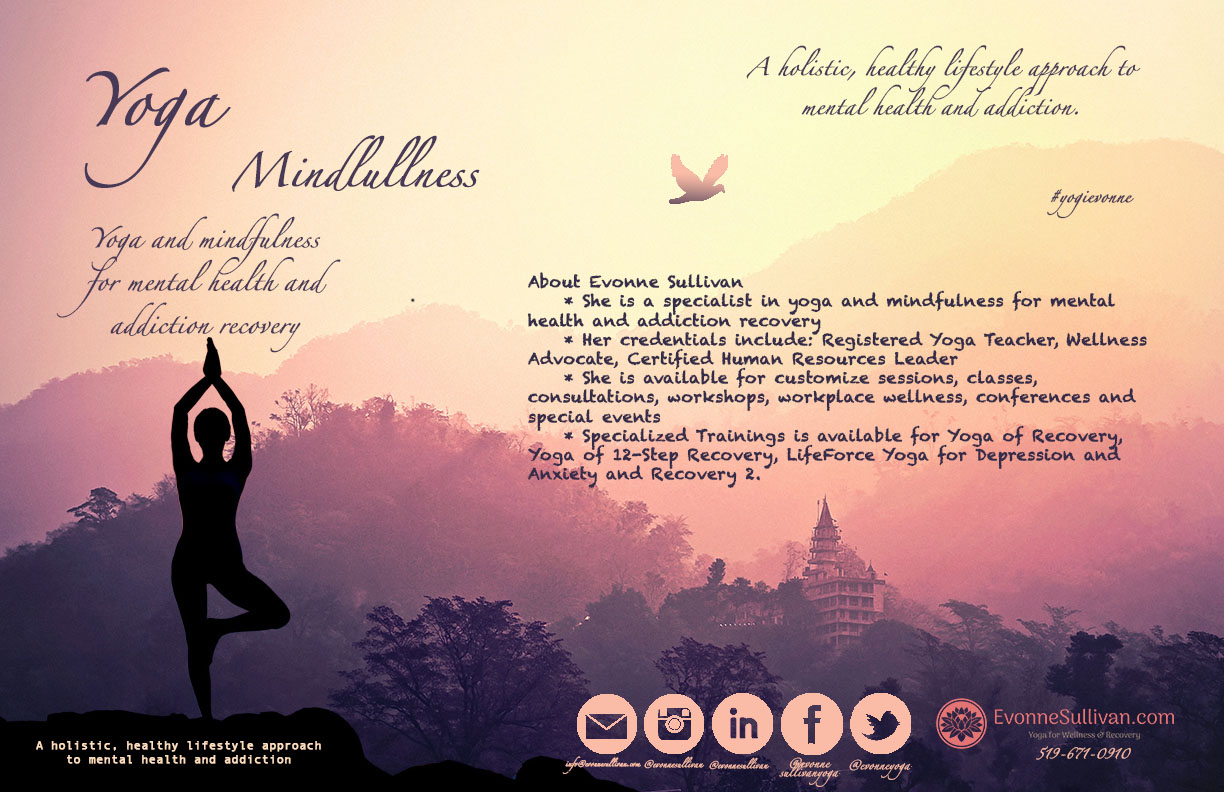 Yoga
Mindlullness
Yoga and mindfulness
for mental health and
addiction recovery
A holistic, healthy lifestyle approach to
mental health and addiction.
#yogievonne
About Evonne Sullivan
* She is a specialist in yoga and mindfulness for mental
health and addiction recovery
* Her credentials include: Registered Yoga Teacher, Wellness
Advocate, Certified Human Resources Leader
* She is available for customize sessions, classes,
consultations, workshops, workplace wellness, conferences and
special events
* Specialized Trainings is available for Yoga of Recovery,
Yoga of 12-Step Recovery, LifeForce Yoga for Depression and
Anxiety and Recovery 2.
A holistic, healthy lifestyle approach
to mental health and addiction
info@evonnesullivan.com
@evonnesullivan
in
@evonnesullivan
f
@evonne
sullivanyoga
@evonneyoga
EvonneSullivan.com
Yoga for Wellness & Recovery
519-671-0910